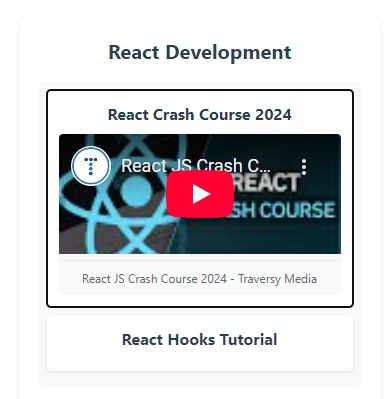 React Development
React Crash Course 2024
React JS Crash C...
REACT
SH COURSE
React JS Crash Course 2024 - Traversy Media
React Hooks Tutorial